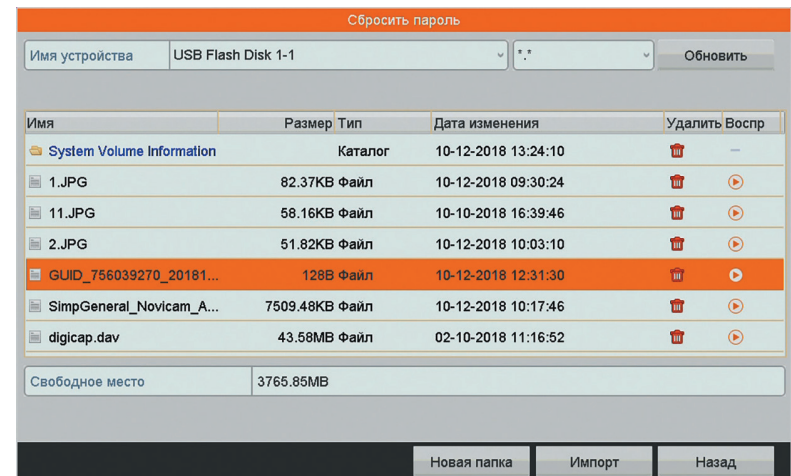 Сбросить пароль
Имя устройства USB Flash Disk 1-1 *.* Обновить
Имя Размер Тип Дата изменения Удалить Воспр
System Volume Information Каталог 10-12-2018 13:24:10 —
1.JPG 82.37KB Файл 10-12-2018 09:30:24
11.JPG 58.16KB Файл 10-10-2018 16:39:46
2.JPG 51.82KB Файл 10-12-2018 10:03:10
GUID_756039270_20181... 128B Файл 10-12-2018 12:31:30
SimpGeneral_Novicam_A... 7509.48KB Файл 10-12-2018 10:17:46
digicap.dav 43.58MB Файл 02-10-2018 11:16:52
Свободное место 3765.85MB
Новая папка Импорт Назад